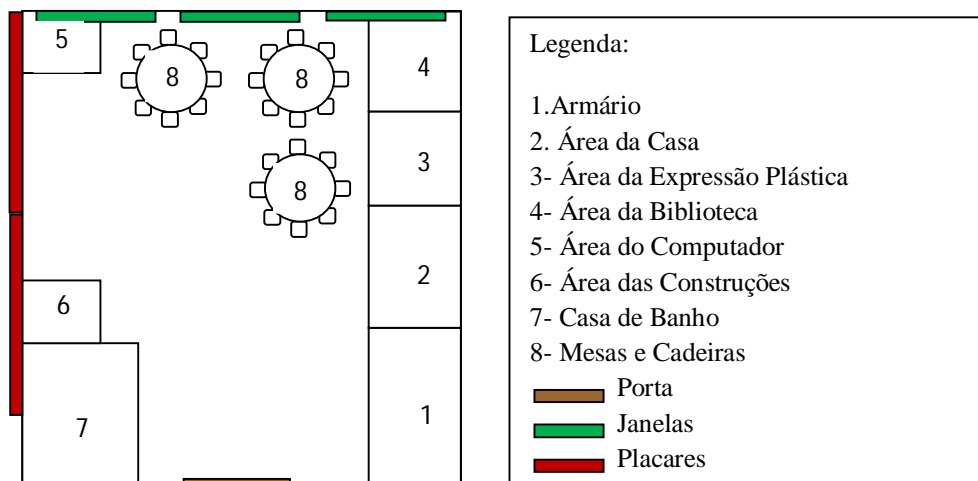 5
8
8
4
3
8
2
6
7
1
Legenda:
1.Armário
2. Área da Casa
3- Área da Expressão Plástica
4- Área da Biblioteca
5- Área do Computador
6- Área das Construções
7- Casa de Banho
8- Mesas e Cadeiras
Porta
Janelas
Placares